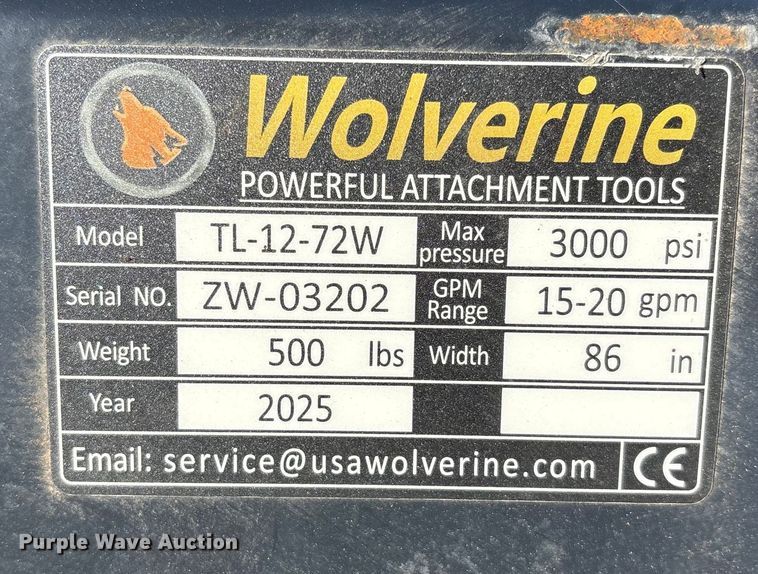 Wolverine
POWERFUL ATTACHMENT TOOLS
Model TL-12-72W Max pressure 3000 psi
Serial NO. ZW-03202 GPM Range 15-20 gpm
Weight 500 lbs Width 86 in
Year 2025
Email: service@usawolverine.com CE
Purple Wave Auction